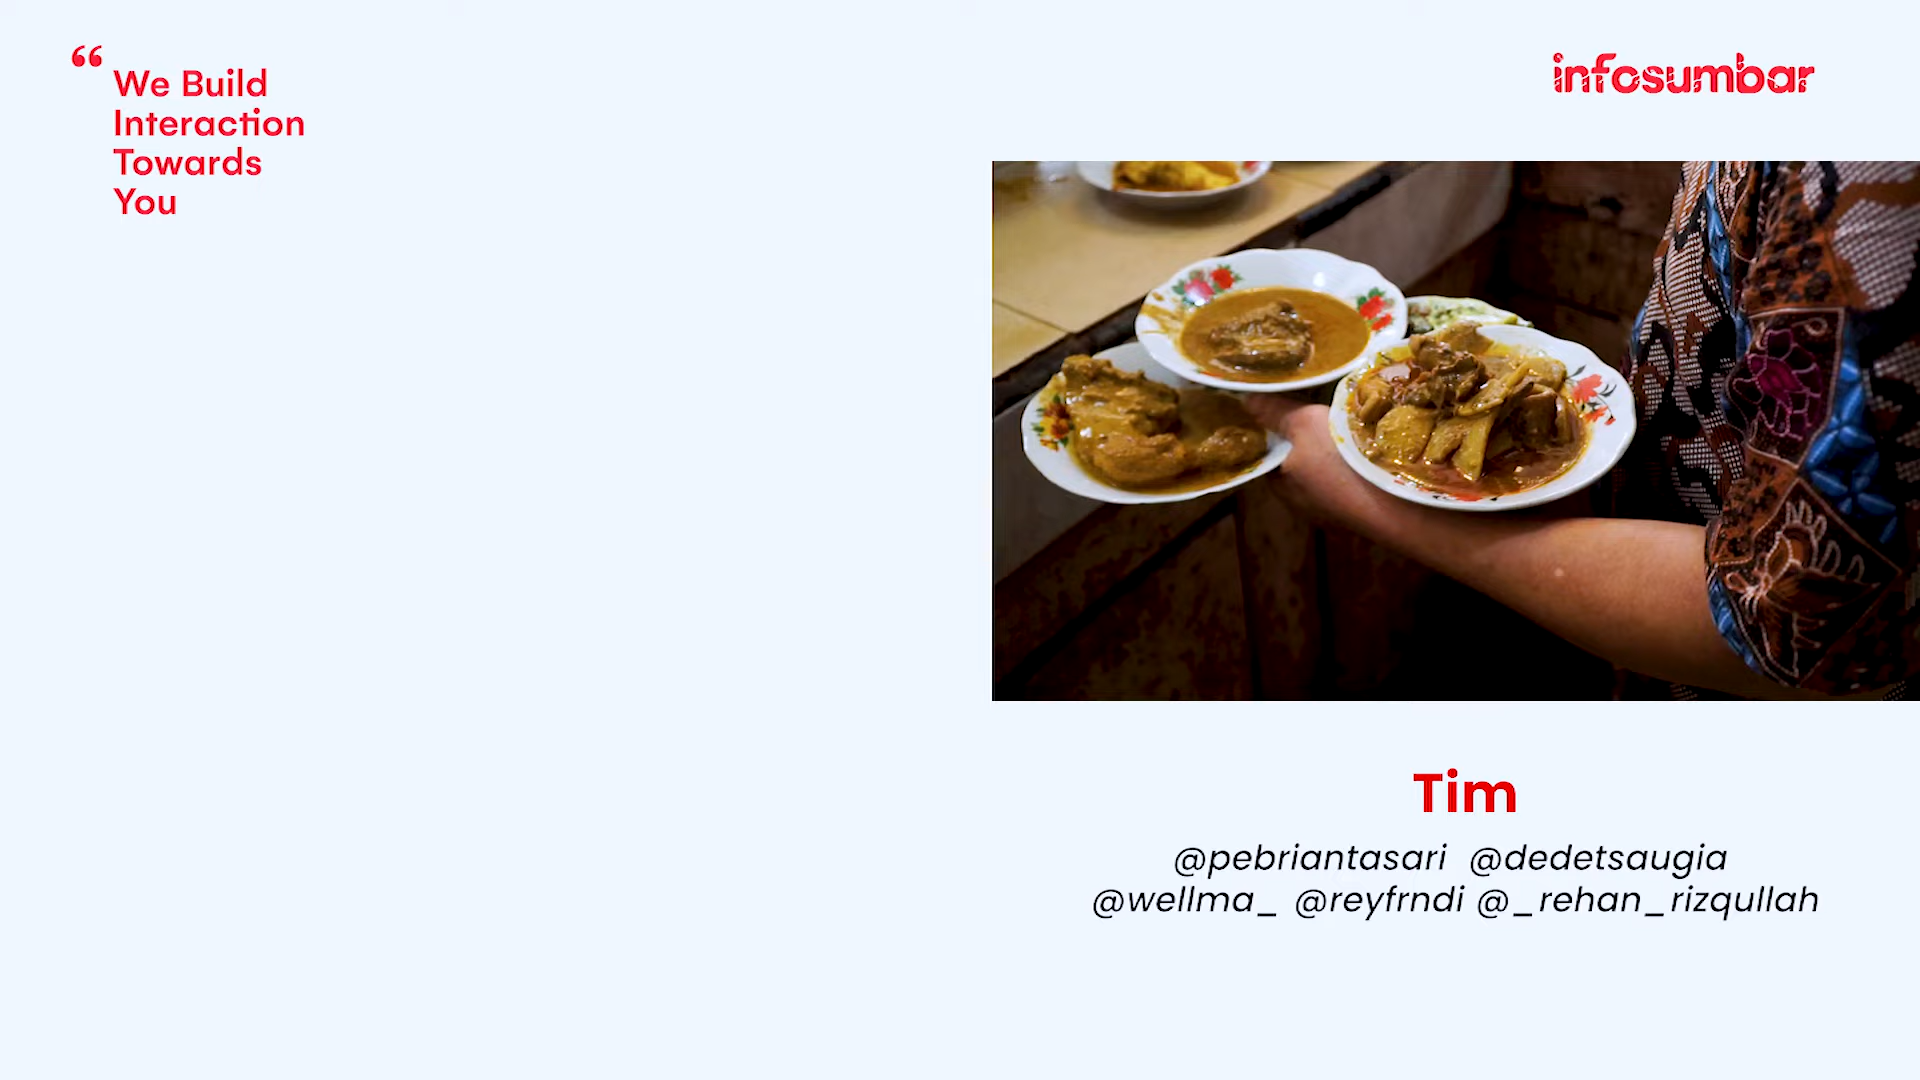 “We Build
Interaction
Towards
You
infosumbar
Tim
@pebriantasari @dedetsaugia
@wellma_ @reyfrndi @_rehan_rizqullah